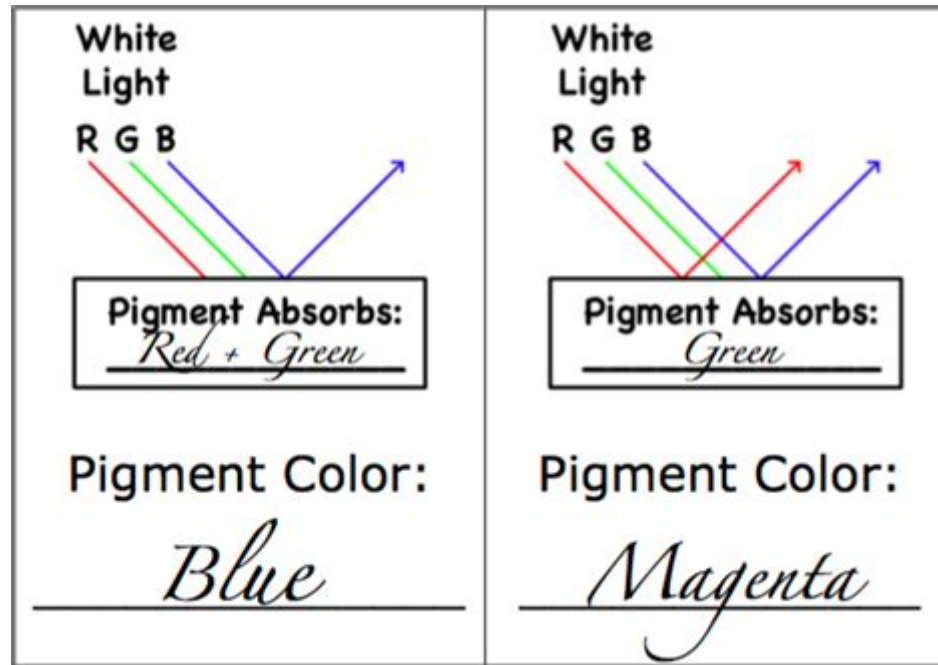 White
Light
R G B
Pigment Absorbs:
Red + Green
Pigment Color:
Blue
White
Light
R G B
Pigment Absorbs:
Green
Pigment Color:
Magenta